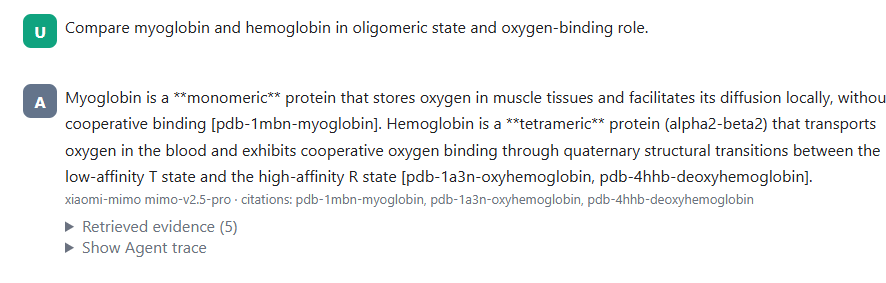 U
Compare myoglobin and hemoglobin in oligomeric state and oxygen-binding role.
A
Myoglobin is a **monomeric** protein that stores oxygen in muscle tissues and facilitates its diffusion locally, withou
cooperative binding [pdb-1mbn-myoglobin]. Hemoglobin is a **tetrameric** protein (alpha2-beta2) that transports
oxygen in the blood and exhibits cooperative oxygen binding through quaternary structural transitions between the
low-affinity T state and the high-affinity R state [pdb-1a3n-oxyhemoglobin, pdb-4hhb-deoxyhemoglobin].
xiaomi-mimo mimo-v2.5-pro · citations: pdb-1mbn-myoglobin, pdb-1a3n-oxyhemoglobin, pdb-4hhb-deoxyhemoglobin
▶ Retrieved evidence (5)
▶ Show Agent trace